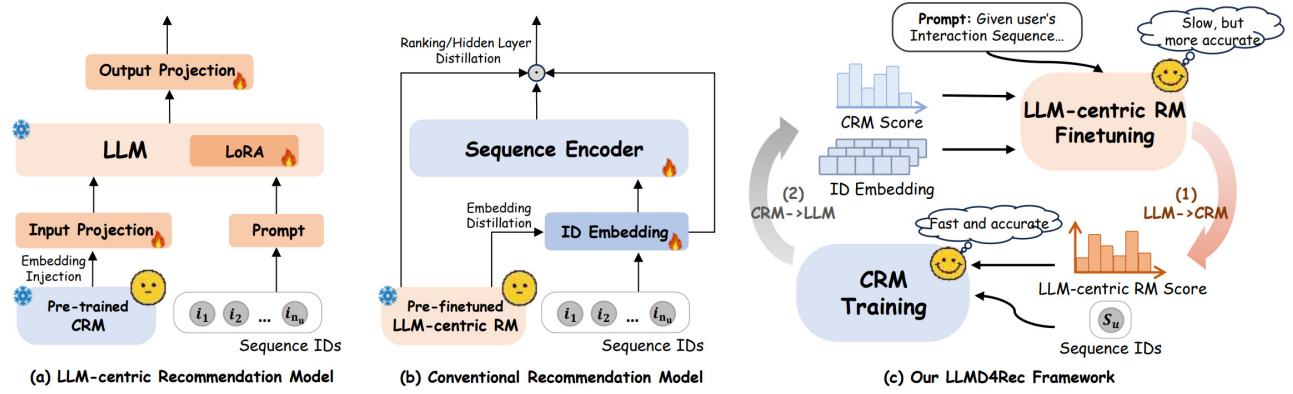 Output Projection
LLM
LoRA
Input Projection
Prompt
Embedding
Injection
Pre-trained
CRM
i₁ i₂ ... iₙᵤ
Sequence IDs
(a) LLM-centric Recommendation Model
Ranking/Hidden Layer
Distillation
Sequence Encoder
Embedding
Distillation
ID Embedding
Pre-finetuned
LLM-centric RM
i₁ i₂ ... iₙᵤ
Sequence IDs
(b) Conventional Recommendation Model
Prompt: Given user's
Interaction Sequence...
Slow, but
more accurate
CRM Score
LLM-centric RM
Finetuning
ID Embedding
(2)
CRM->LLM
(1)
LLM->CRM
Fast and accurate
CRM
Training
LLM-centric RM Score
Sᵤ
Sequence IDs
(c) Our LLMD4Rec Framework